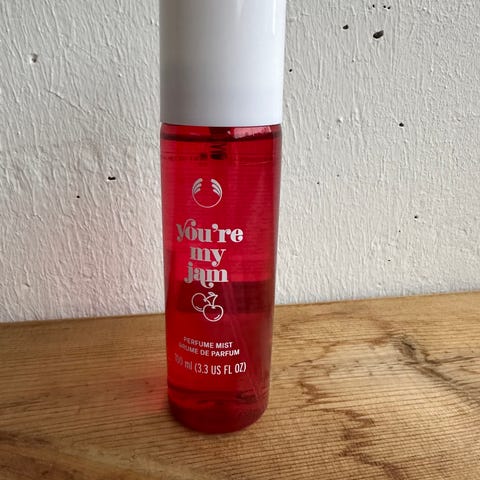 you're
my
jam
PERFUME MIST
BRUME DE PARFUM
100 ml (3.3 US FL OZ)